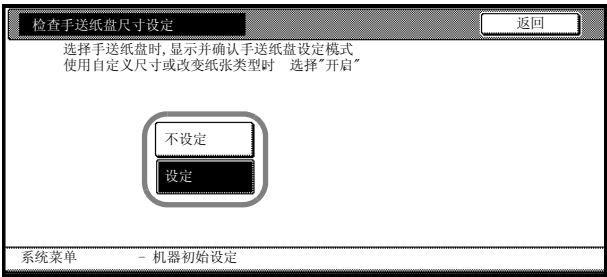 检查手送纸盘尺寸设定
返回
选择手送纸盘时,显示并确认手送纸盘设定模式
使用自定义尺寸或改变纸张类型时 选择"开启"
不设定
设定
系统菜单 - 机器初始设定